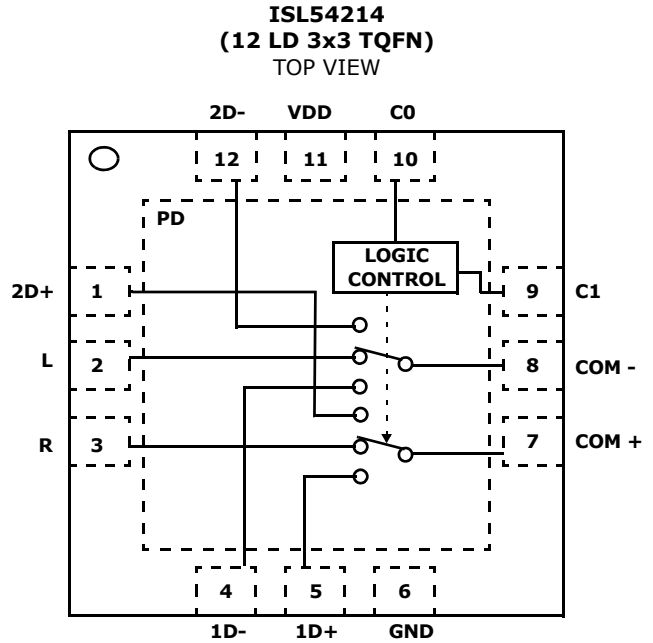 ISL54214
(12 LD 3x3 TQFN)
TOP VIEW
2D- VDD C0
12 11 10
PD
LOGIC
CONTROL
2D+ 1 9 C1
L 2 8 COM -
R 3 7 COM +
4 5 6
1D- 1D+ GND